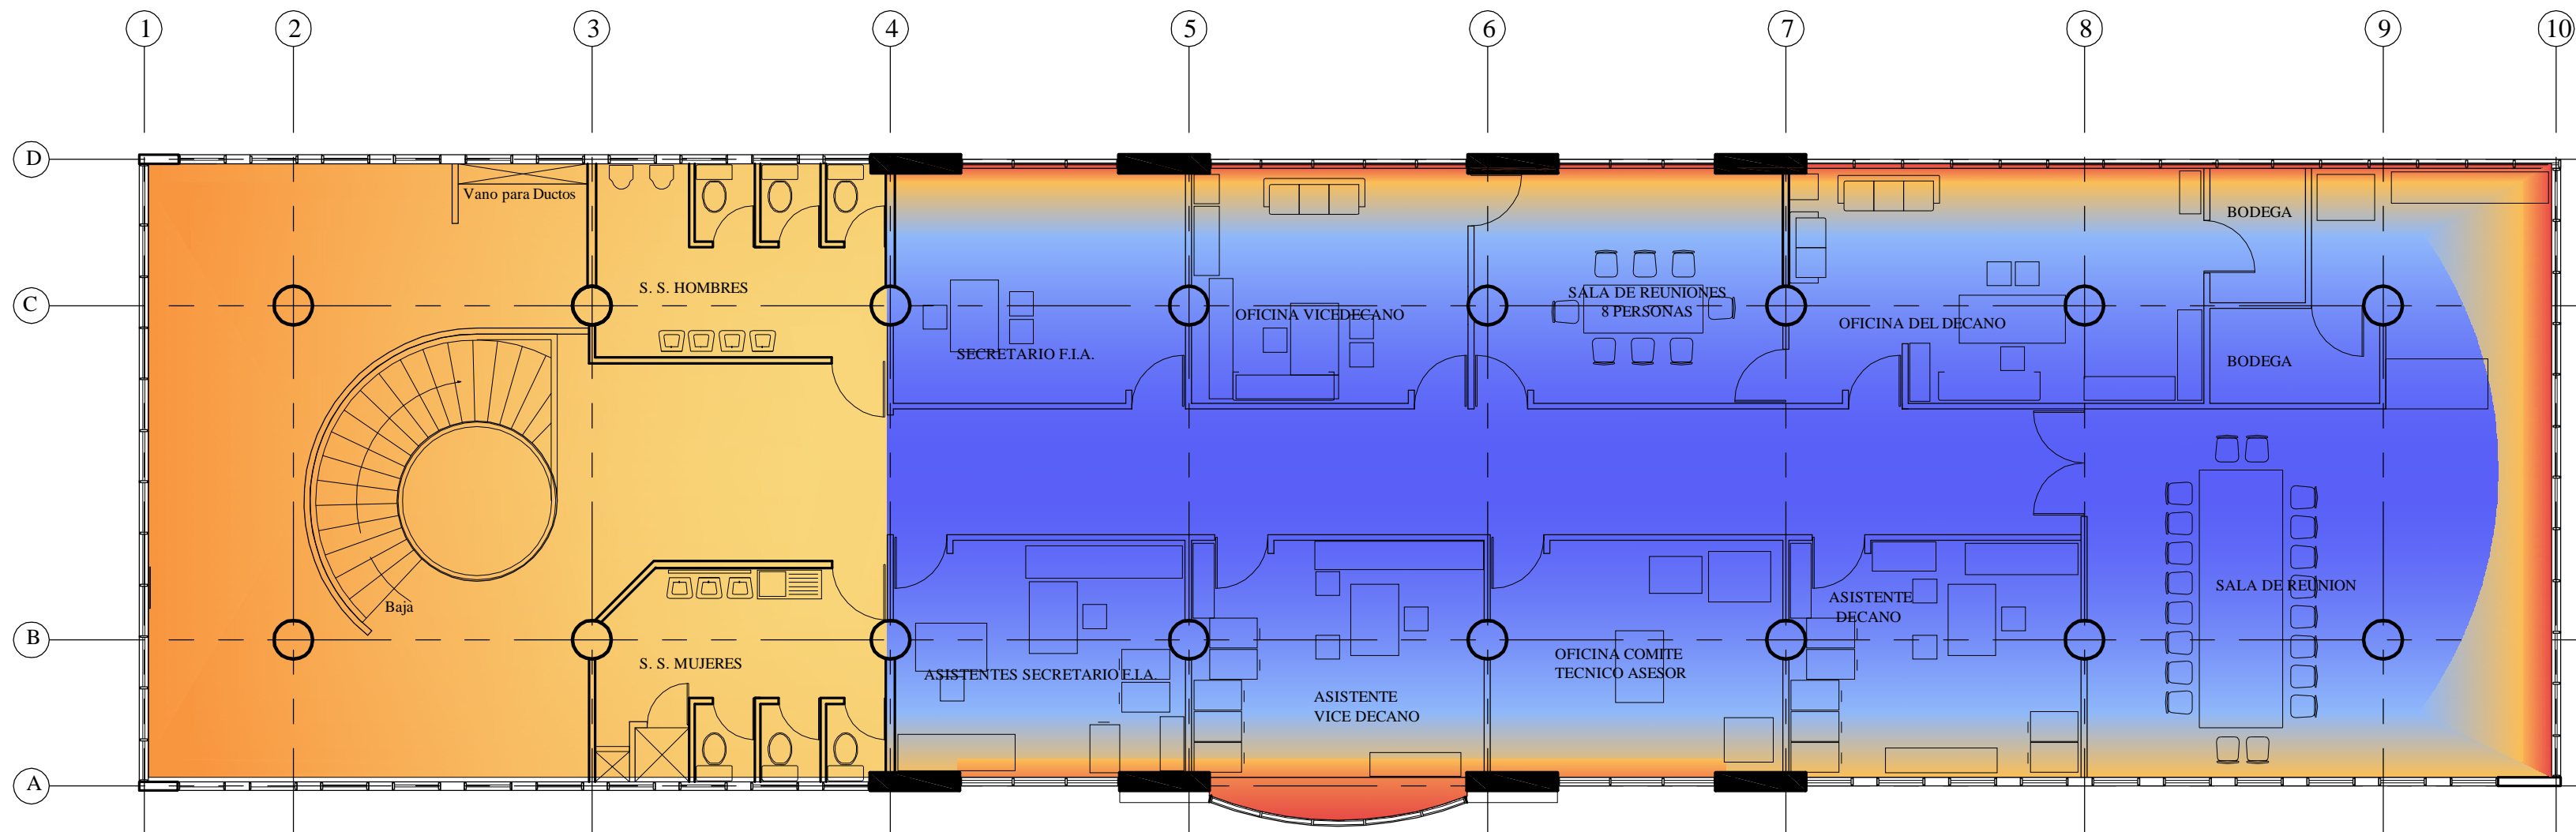 1 2 3 4 5 6 7 8 9 10
D
Vano para Ductos
BODEGA
S. S. HOMBRES
C
SALA DE REUNIONES
8 PERSONAS
OFICINA VICEDECANO
OFICINA DEL DECANO
SECRETARIO F.I.A.
BODEGA
SALA DE REUNION
ASISTENTE
DECANO
Baja
B
S. S. MUJERES
OFICINA COMITE
TECNICO ASESOR
ASISTENTES SECRETARIO F.I.A.
ASISTENTE
VICE DECANO
A